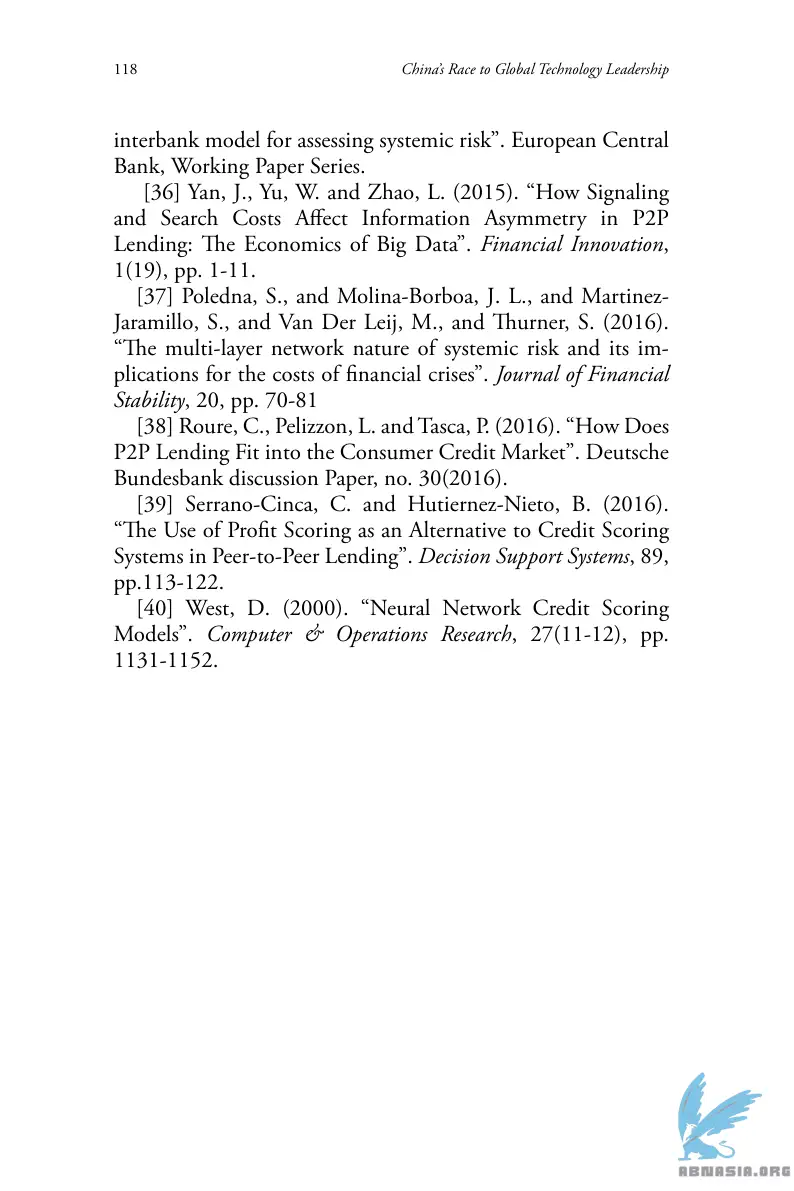 118
China’s Race to Global Technology Leadership
interbank model for assessing systemic risk”. European Central
Bank, Working Paper Series.
[36] Yan, J., Yu, W. and Zhao, L. (2015). “How Signaling
and Search Costs Affect Information Asymmetry in P2P
Lending: The Economics of Big Data”. Financial Innovation,
1(19), pp. 1-11.
[37] Poledna, S., and Molina-Borboa, J. L., and Martinez-
Jaramillo, S., and Van Der Leij, M., and Thurner, S. (2016).
“The multi-layer network nature of systemic risk and its im-
plications for the costs of financial crises”. Journal of Financial
Stability, 20, pp. 70-81
[38] Roure, C., Pelizzon, L. and Tasca, P. (2016). “How Does
P2P Lending Fit into the Consumer Credit Market”. Deutsche
Bundesbank discussion Paper, no. 30(2016).
[39] Serrano-Cinca, C. and Hutiernez-Nieto, B. (2016).
“The Use of Profit Scoring as an Alternative to Credit Scoring
Systems in Peer-to-Peer Lending”. Decision Support Systems, 89,
pp.113-122.
[40] West, D. (2000). “Neural Network Credit Scoring
Models”. Computer & Operations Research, 27(11-12), pp.
1131-1152.
ABNASIA.ORG